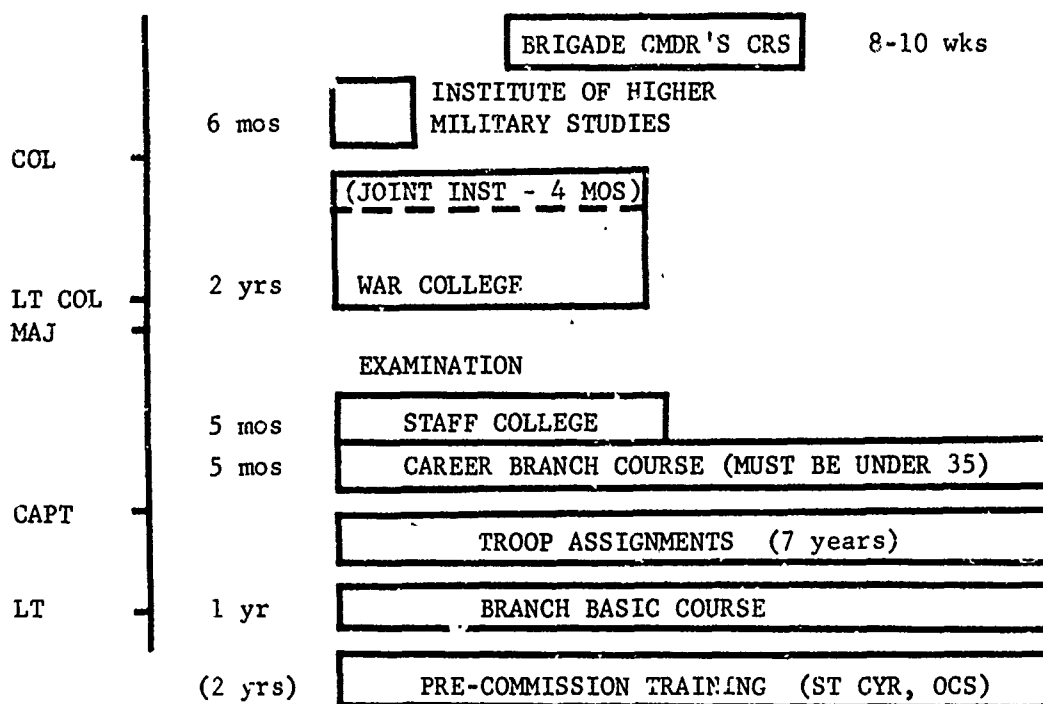 BRIGADE CMDR'S CRS 8-10 wks
INSTITUTE OF HIGHER
6 mos MILITARY STUDIES
COL
(JOINT INST - 4 MOS)
LT COL 2 yrs WAR COLLEGE
MAJ
EXAMINATION
5 mos STAFF COLLEGE
5 mos CAREER BRANCH COURSE (MUST BE UNDER 35)
CAPT
TROOP ASSIGNMENTS (7 years)
LT 1 yr BRANCH BASIC COURSE
(2 yrs) PRE-COMMISSION TRAINING (ST CYR, OCS)